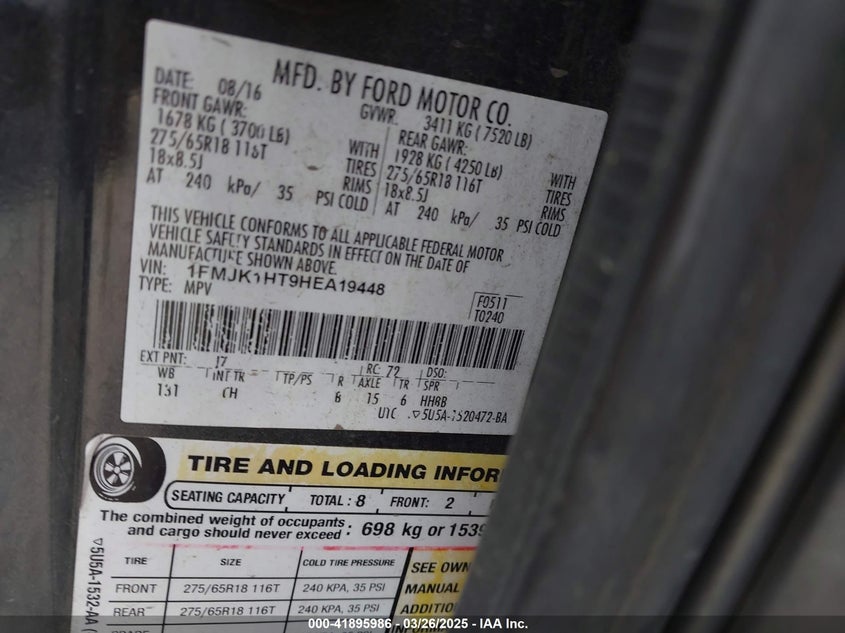 MFD. BY FORD MOTOR CO.
DATE: 08/16
GVWR: 3411 KG ( 7520 LB)
FRONT GAWR:
1678 KG ( 3700 LB)
REAR GAWR:
1928 KG ( 4250 LB)
275/65R18 116T
WITH
TIRES
275/65R18 116T
WITH
TIRES
18x8.5J
RIMS
18x8.5J
RIMS
AT 240 kPa/ 35 PSI COLD
AT 240 kPa/ 35 PSI COLD
THIS VEHICLE CONFORMS TO ALL APPLICABLE FEDERAL MOTOR
VEHICLE SAFETY STANDARDS IN EFFECT ON THE DATE OF
MANUFACTURE SHOWN ABOVE.
VIN: 1FMJK1HT9HEA19448
TYPE: MPV
F0511
T0240
EXT PNT: J7 RC: 72 DSO:
WB INT TR TP/PS R AXLE TR SPR
131 CH 8 15 6 HHBB
UTC ▽5U5A-1520472-BA
TIRE AND LOADING INFOR
SEATING CAPACITY TOTAL : 8 FRONT: 2
The combined weight of occupants
and cargo should never exceed : 698 kg or 1539
▽5U5A-1532-AA
TIRE SIZE COLD TIRE PRESSURE
FRONT 275/65R18 116T 240 KPA, 35 PSI
REAR 275/65R18 116T 240 KPA, 35 PSI
SEE OWN
MANUAL
ADDITIO
INFORMA
000-41895986 - 03/26/2025 - IAA Inc.